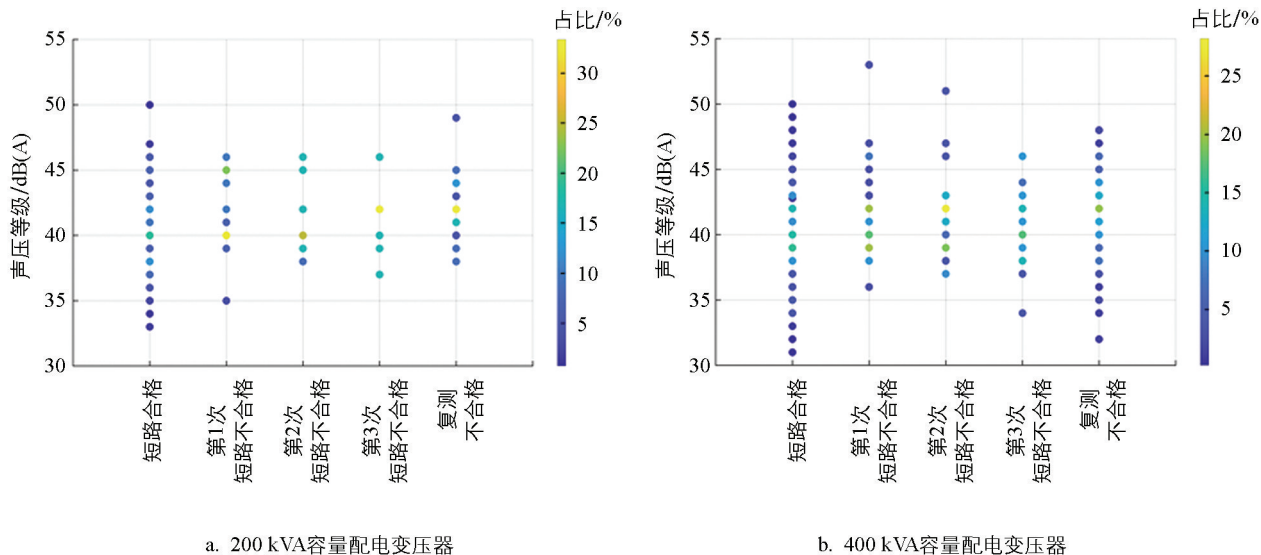 占比/%
55
50
45
40
35
30
声压等级/dB(A)
30
25
20
15
10
5
短路合格
第1次
短路不合格
第2次
短路不合格
第3次
短路不合格
复测
不合格
a. 200 kVA容量配电变压器
占比/%
55
50
45
40
35
30
声压等级/dB(A)
25
20
15
10
5
短路合格
第1次
短路不合格
第2次
短路不合格
第3次
短路不合格
复测
不合格
b. 400 kVA容量配电变压器